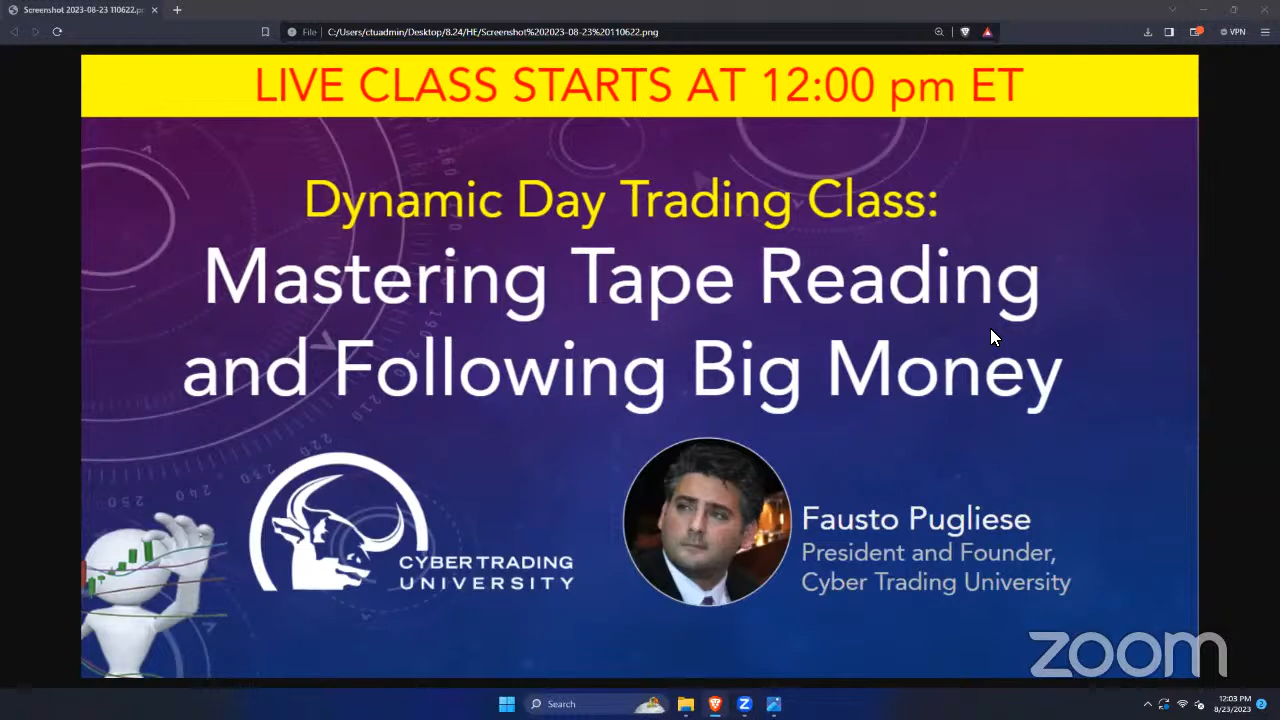 Screenshot 2023-08-23 110622.pn
File
C:/Users/ctuadmin/Desktop/8.24/HE/Screenshot%202023-08-23%20110622.png
VPN
LIVE CLASS STARTS AT 12:00 pm ET
Dynamic Day Trading Class:
Mastering Tape Reading
and Following Big Money
CYBERTRADING
UNIVERSITY
Fausto Pugliese
President and Founder,
Cyber Trading University
zoom
Search
12:03 PM
8/23/2023